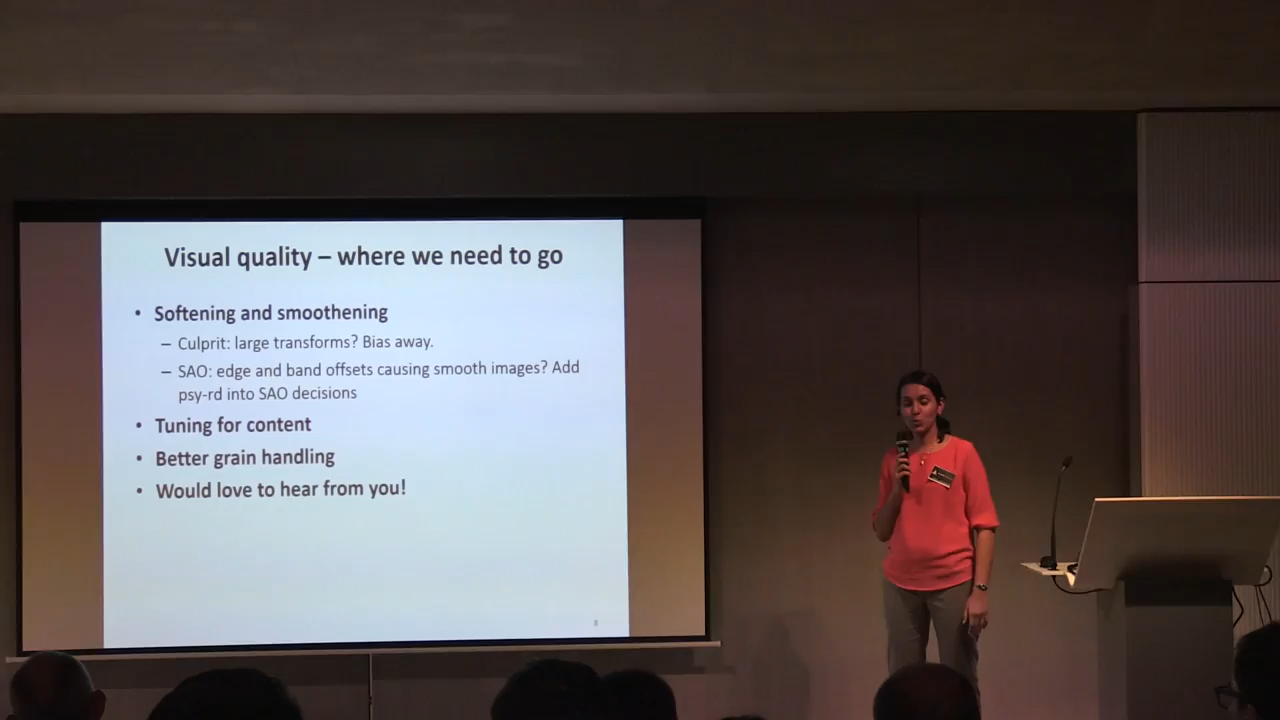 Visual quality – where we need to go
• Softening and smoothening
– Culprit: large transforms? Bias away.
– SAO: edge and band offsets causing smooth images? Add
psy-rd into SAO decisions
• Tuning for content
• Better grain handling
• Would love to hear from you!
8